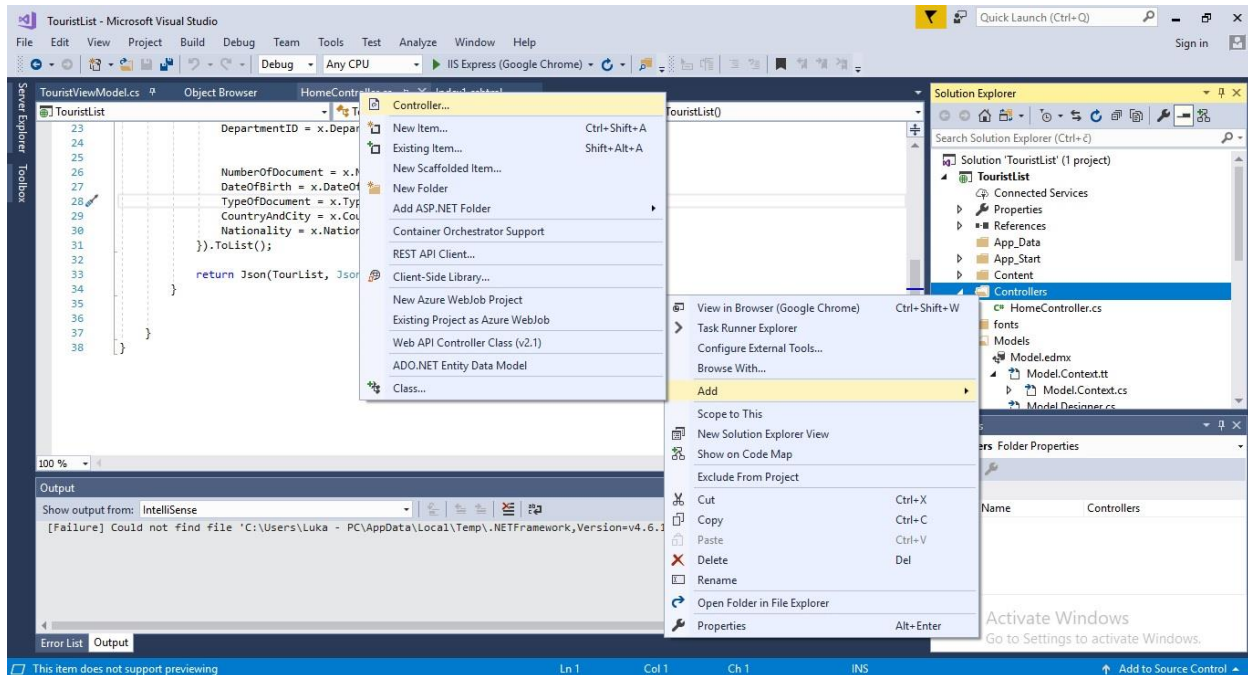 TouristList - Microsoft Visual Studio
Quick Launch (Ctrl+Q)
File Edit View Project Build Debug Team Tools Test Analyze Window Help
Sign in
Debug Any CPU IIS Express (Google Chrome)
Server Explorer
Toolbox
TouristViewModel.cs Object Browser
TouristList
TouristList()
23 DepartmentID = x.Depar
24
25
26 NumberOfDocument = x.N
27 DateOfBirth = x.DateOf
28 TypeOfDocument = x.Typ
29 CountryAndCity = x.Cou
30 Nationality = x.Nation
31 }).ToList();
32
33 return Json(TourList, Json
34 }
35
36
37 }
38 }
100 %
Controller...
New Item... Ctrl+Shift+A
Existing Item... Shift+Alt+A
New Scaffolded Item...
New Folder
Add ASP.NET Folder
Container Orchestrator Support
REST API Client...
Client-Side Library...
New Azure WebJob Project
Existing Project as Azure WebJob
Web API Controller Class (v2.1)
ADO.NET Entity Data Model
Class...
View in Browser (Google Chrome) Ctrl+Shift+W
Task Runner Explorer
Configure External Tools...
Browse With...
Add
Scope to This
New Solution Explorer View
Show on Code Map
Exclude From Project
Cut Ctrl+X
Copy Ctrl+C
Paste Ctrl+V
Delete Del
Rename
Open Folder in File Explorer
Properties Alt+Enter
Solution Explorer
Search Solution Explorer (Ctrl+č)
Solution 'TouristList' (1 project)
TouristList
Connected Services
Properties
References
App_Data
App_Start
Content
Controllers
C# HomeController.cs
fonts
Models
Model.edmx
Model.Context.tt
Model.Context.cs
Model.Designer.cs
ers Folder Properties
Name Controllers
Output
Show output from: IntelliSense
[Failure] Could not find file 'C:\Users\Luka - PC\AppData\Local\Temp\.NETFramework,Version=v4.6.1
Error List Output
Activate Windows
Go to Settings to activate Windows.
This item does not support previewing Ln 1 Col 1 Ch 1 INS Add to Source Control